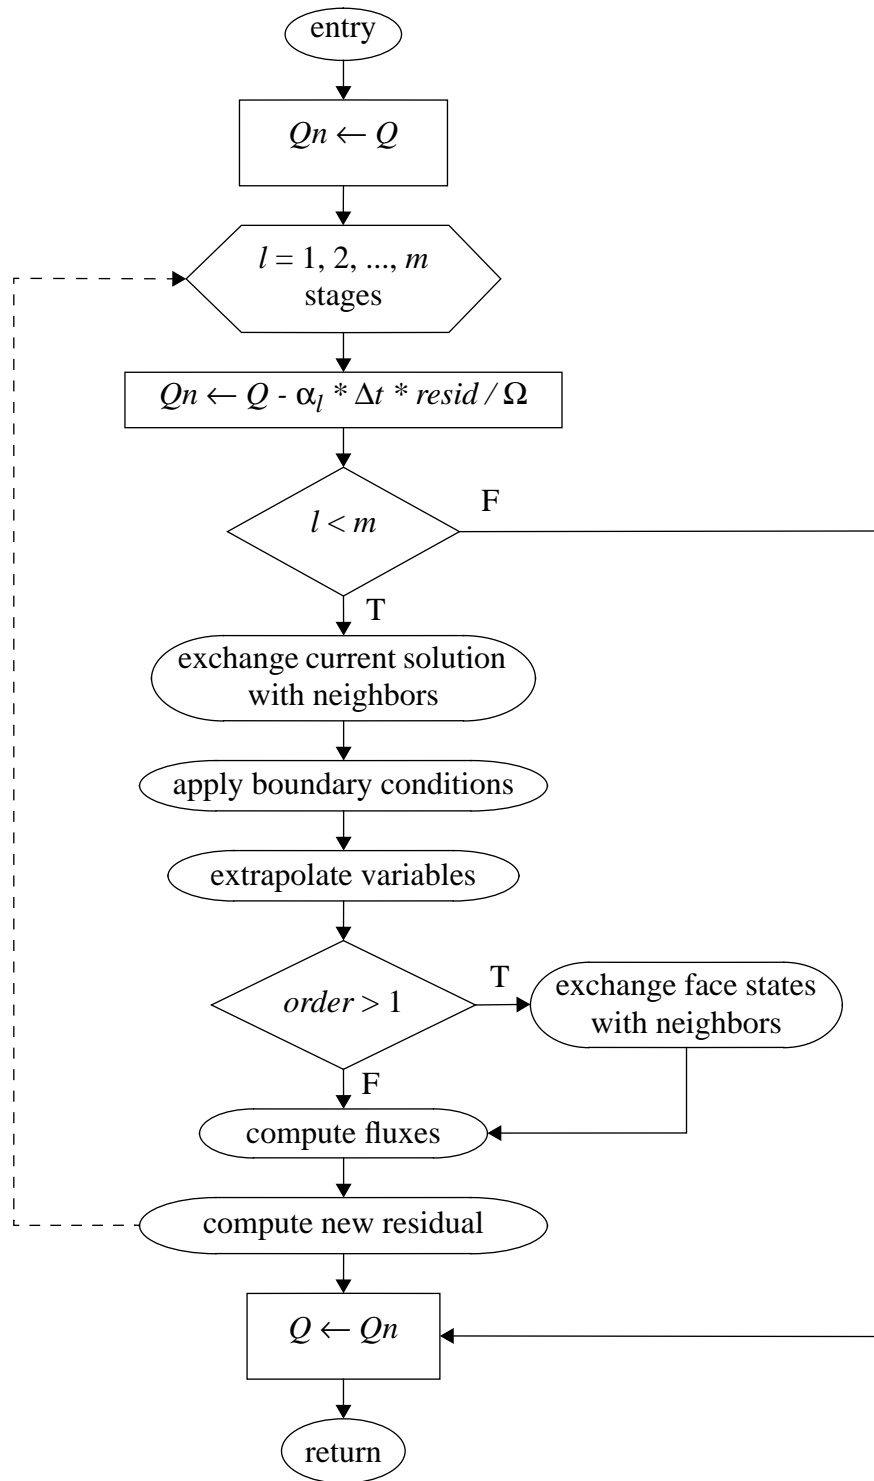 entry
Qn ← Q
l = 1, 2, ..., m
stages
Qn ← Q - αl * Δt * resid / Ω
l < m
F
T
exchange current solution
with neighbors
apply boundary conditions
extrapolate variables
order > 1
T
exchange face states
with neighbors
F
compute fluxes
compute new residual
Q ← Qn
return